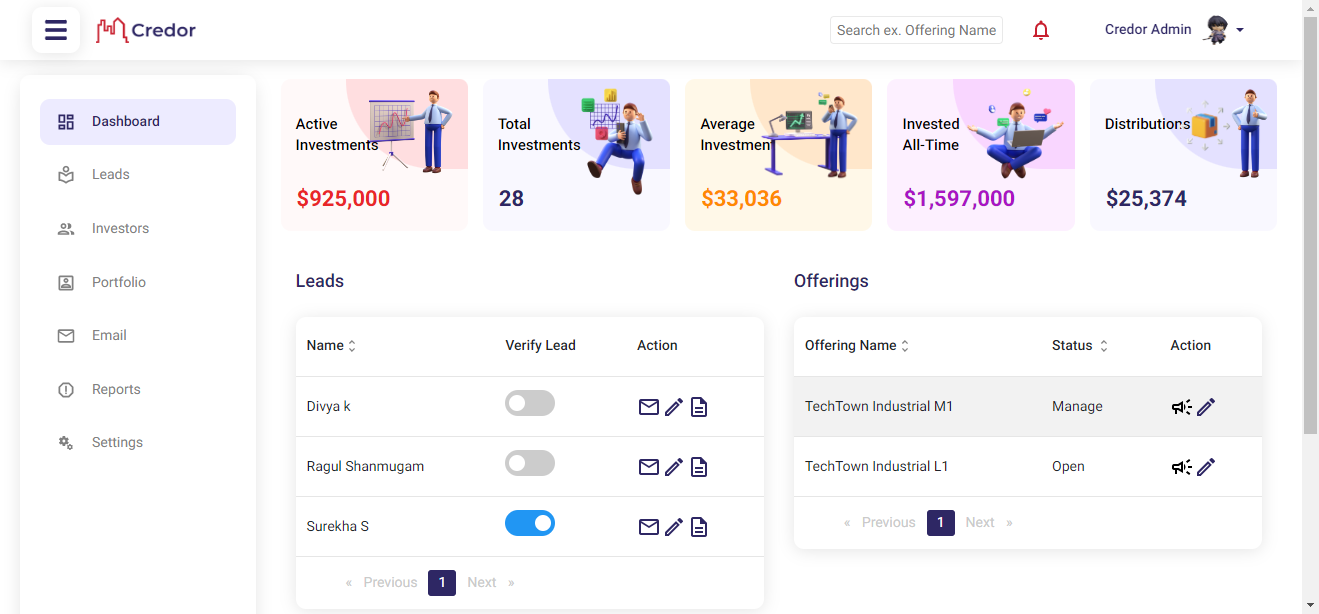 Credor
Search ex. Offering Name
Credor Admin
Dashboard
Leads
Investors
Portfolio
Email
Reports
Settings
Active
Investments
$925,000
Total
Investments
28
Average
Investment
$33,036
Invested
All-Time
$1,597,000
Distributions
$25,374
Leads
Name Verify Lead Action
Divya k
Ragul Shanmugam
Surekha S
« Previous 1 Next »
Offerings
Offering Name Status Action
TechTown Industrial M1 Manage
TechTown Industrial L1 Open
« Previous 1 Next »